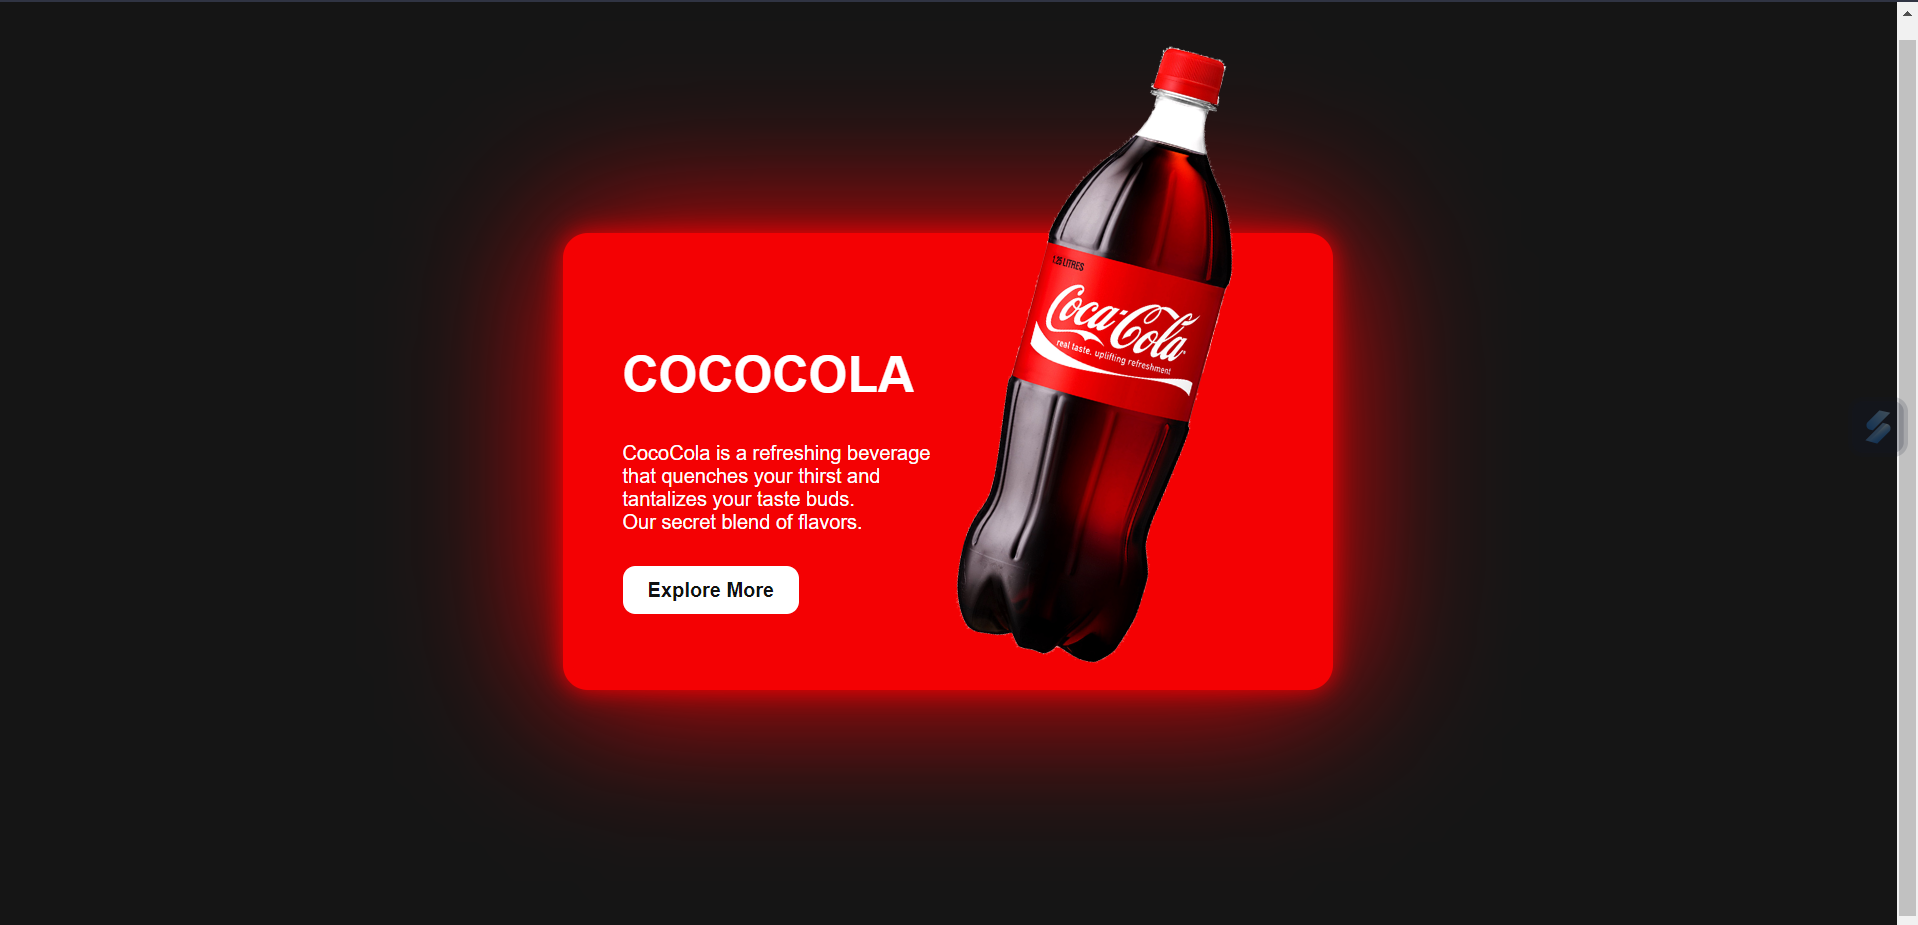 1.25 LITRES
Coca-Cola
real taste. uplifting refreshment
COCOCOLA
CocoCola is a refreshing beverage
that quenches your thirst and
tantalizes your taste buds.
Our secret blend of flavors.
Explore More